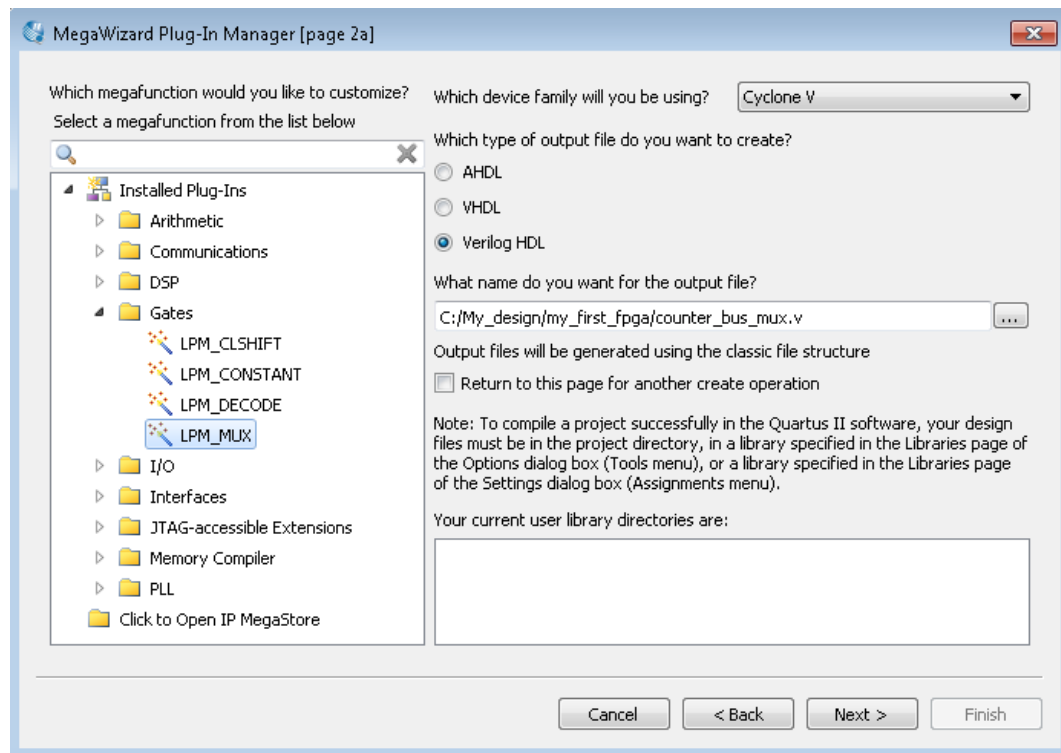 MegaWizard Plug-In Manager [page 2a]
Which megafunction would you like to customize?
Select a megafunction from the list below
Installed Plug-Ins
Arithmetic
Communications
DSP
Gates
LPM_CLSHIFT
LPM_CONSTANT
LPM_DECODE
LPM_MUX
I/O
Interfaces
JTAG-accessible Extensions
Memory Compiler
PLL
Click to Open IP MegaStore
Which device family will you be using? Cyclone V
Which type of output file do you want to create?
AHDL
VHDL
Verilog HDL
What name do you want for the output file?
C:/My_design/my_first_fpga/counter_bus_mux.v ...
Output files will be generated using the classic file structure
Return to this page for another create operation
Note: To compile a project successfully in the Quartus II software, your design
files must be in the project directory, in a library specified in the Libraries page of
the Options dialog box (Tools menu), or a library specified in the Libraries page
of the Settings dialog box (Assignments menu).
Your current user library directories are:
Cancel < Back Next > Finish